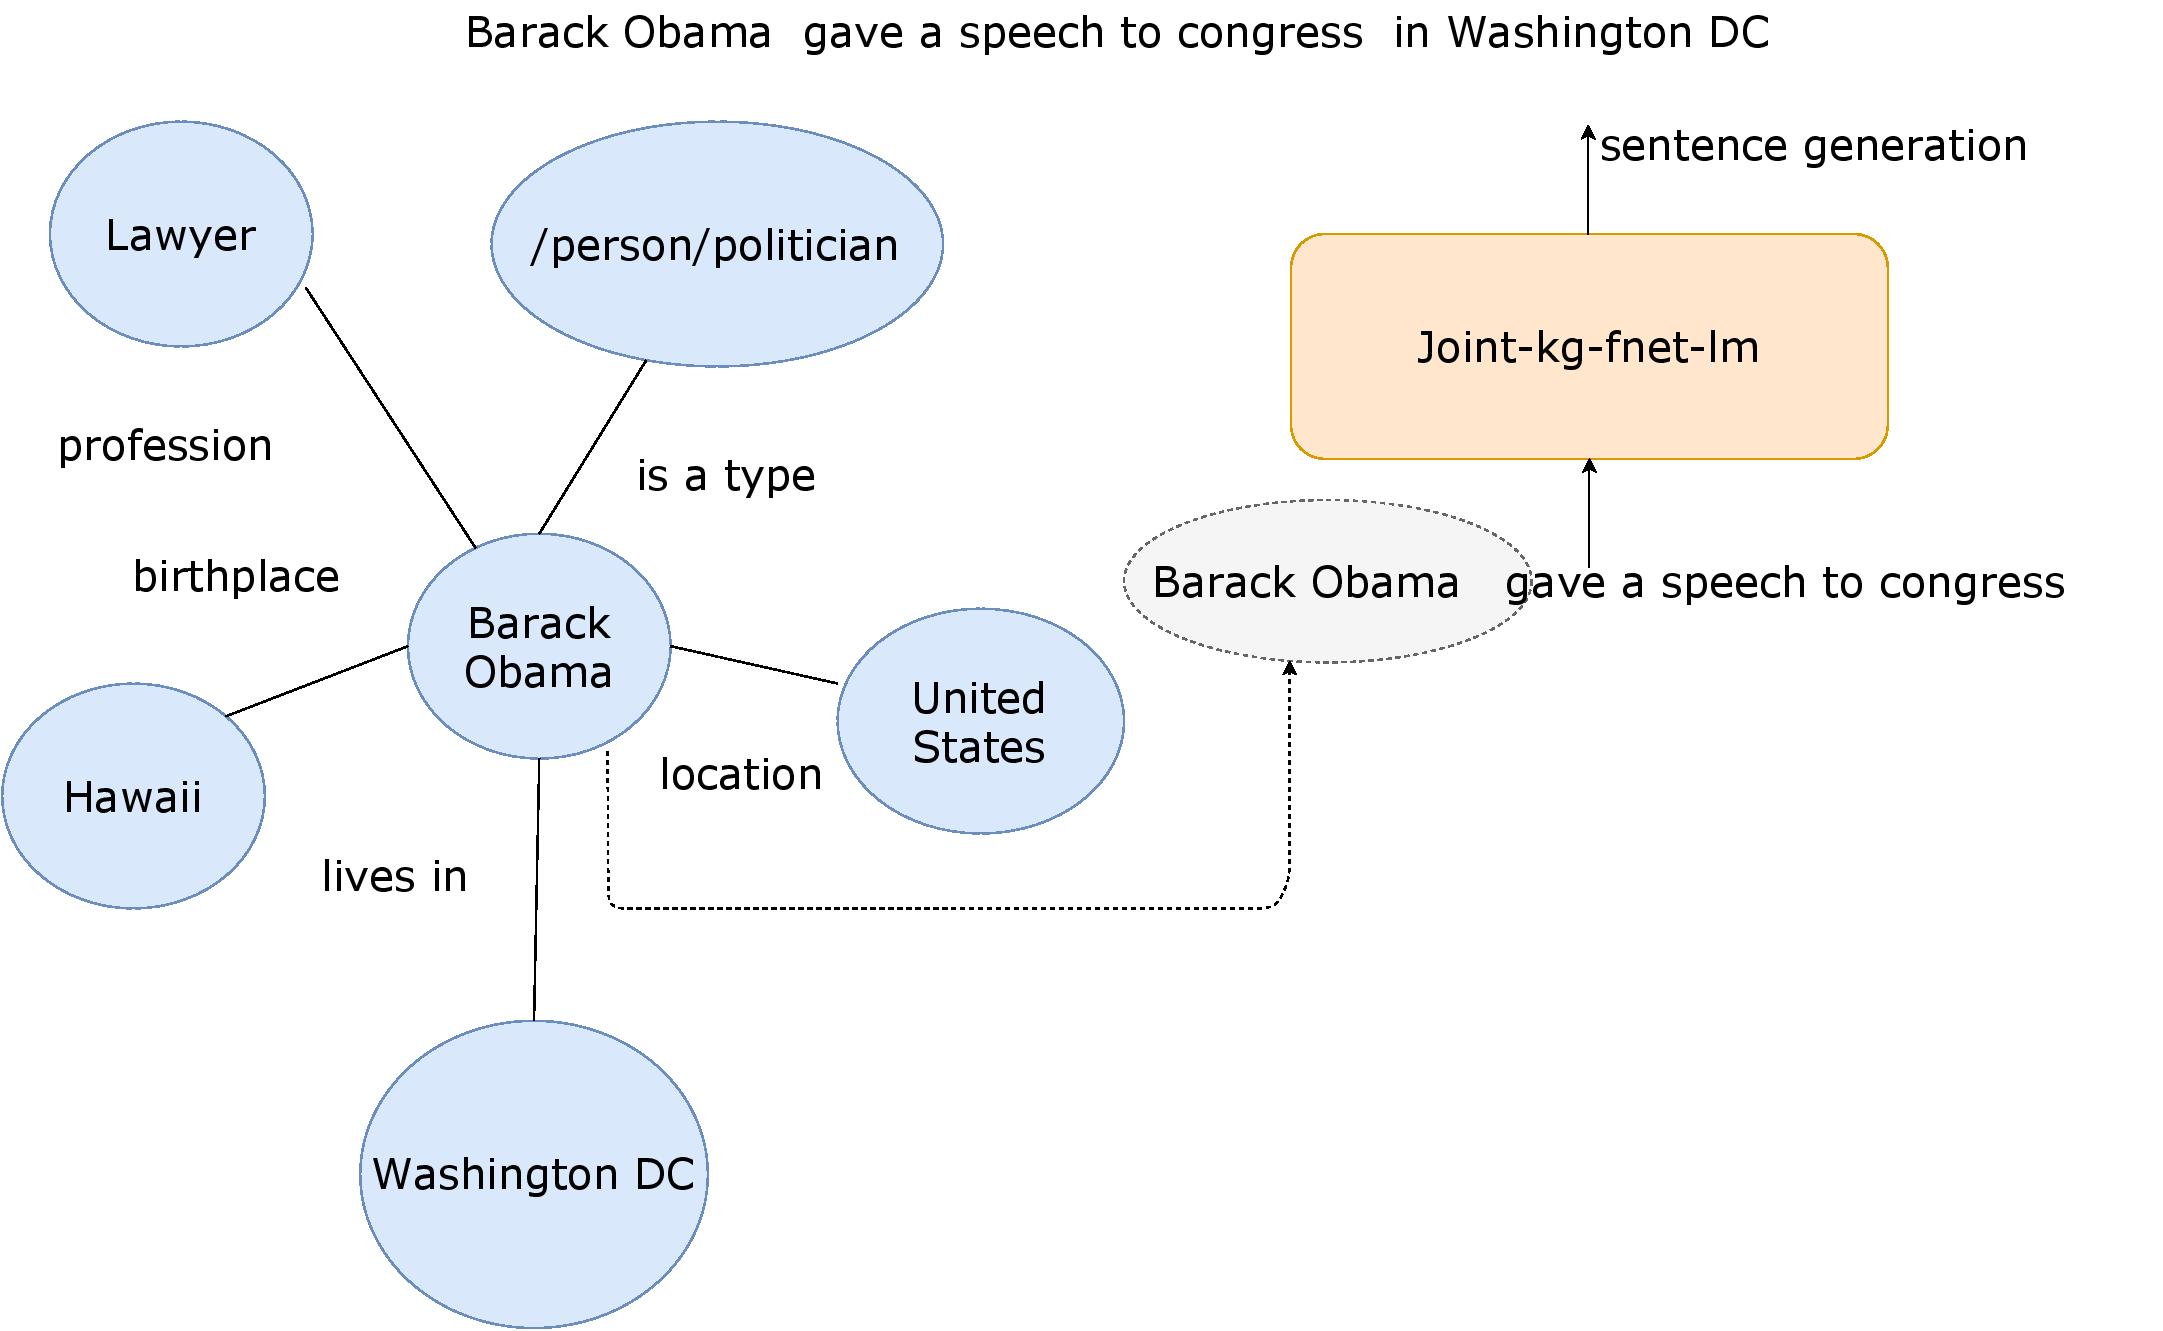 Barack Obama  gave a speech to congress  in Washington DC
sentence generation
Lawyer
/person/politician
Joint-kg-fnet-lm
profession
is a type
birthplace
Barack Obama
gave a speech to congress
Barack
Obama
United
States
location
Hawaii
lives in
Washington DC